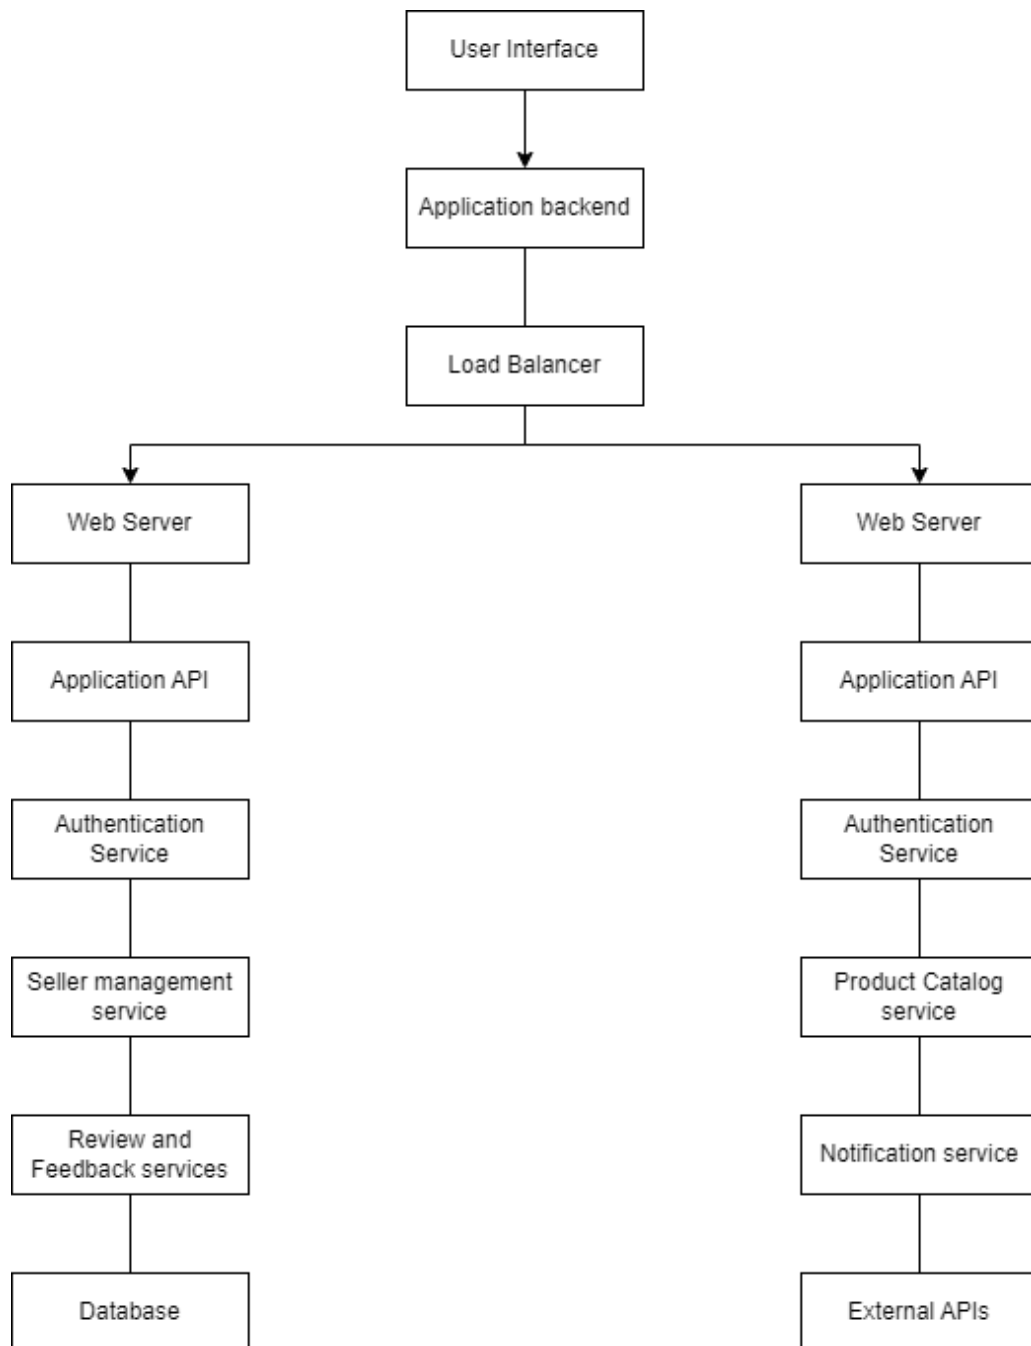 User Interface
Application backend
Load Balancer
Web Server
Web Server
Application API
Application API
Authentication
Service
Authentication
Service
Seller management
service
Product Catalog
service
Review and
Feedback services
Notification service
Database
External APIs